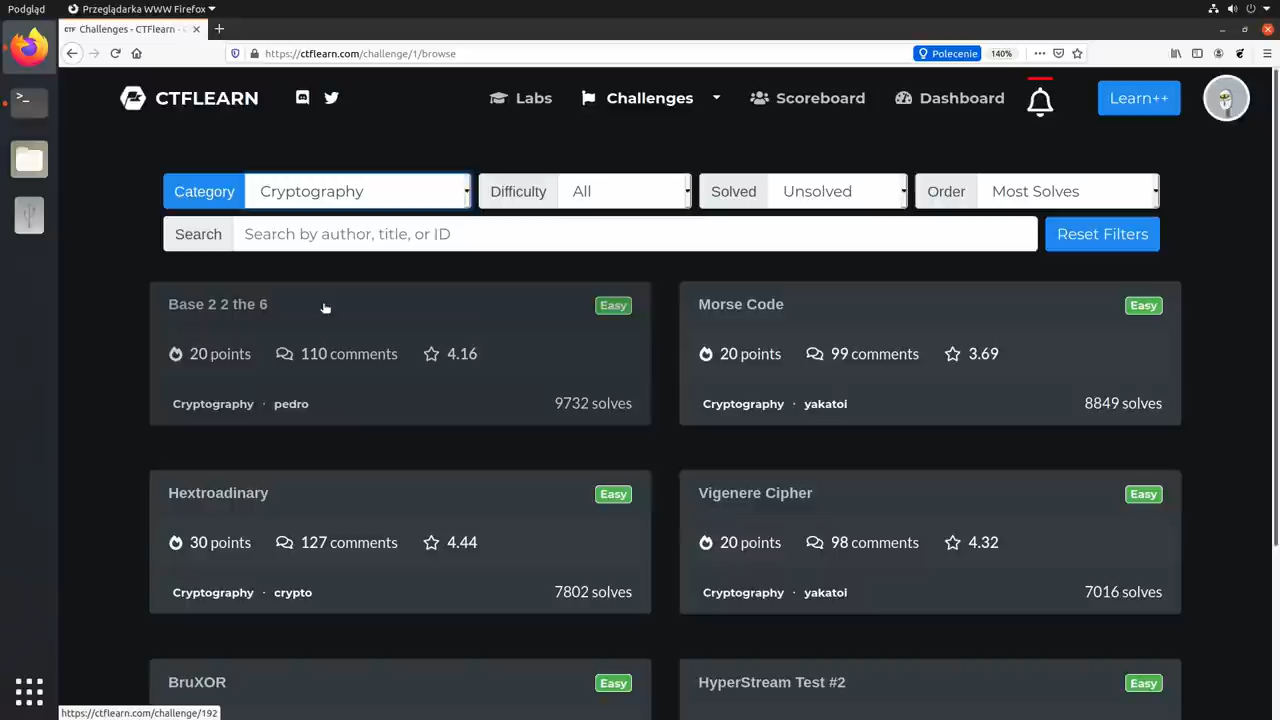 Podgląd
Przeglądarka WWW Firefox
CTF Challenges - CTFlearn -
https://ctflearn.com/challenge/1/browse
Polecenie
140%
CTFLEARN
Labs
Challenges
Scoreboard
Dashboard
Learn++
Category
Cryptography
Difficulty
All
Solved
Unsolved
Order
Most Solves
Search
Search by author, title, or ID
Reset Filters
Base 2 2 the 6
Easy
20 points
110 comments
4.16
Cryptography · pedro
9732 solves
Morse Code
Easy
20 points
99 comments
3.69
Cryptography · yakatoi
8849 solves
Hextroadinary
Easy
30 points
127 comments
4.44
Cryptography · crypto
7802 solves
Vigenere Cipher
Easy
20 points
98 comments
4.32
Cryptography · yakatoi
7016 solves
BruXOR
Easy
HyperStream Test #2
Easy
https://ctflearn.com/challenge/192